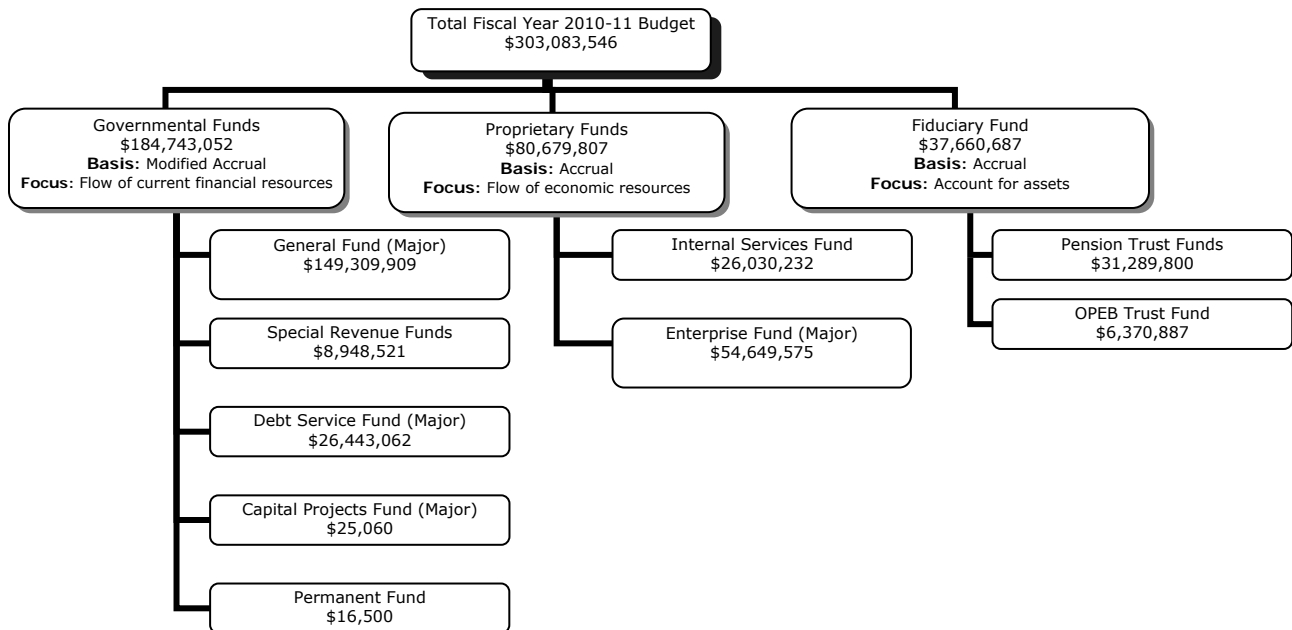 Total Fiscal Year 2010-11 Budget
$303,083,546
Governmental Funds
$184,743,052
Basis: Modified Accrual
Focus: Flow of current financial resources
Proprietary Funds
$80,679,807
Basis: Accrual
Focus: Flow of economic resources
Fiduciary Fund
$37,660,687
Basis: Accrual
Focus: Account for assets
General Fund (Major)
$149,309,909
Special Revenue Funds
$8,948,521
Debt Service Fund (Major)
$26,443,062
Capital Projects Fund (Major)
$25,060
Permanent Fund
$16,500
Internal Services Fund
$26,030,232
Enterprise Fund (Major)
$54,649,575
Pension Trust Funds
$31,289,800
OPEB Trust Fund
$6,370,887